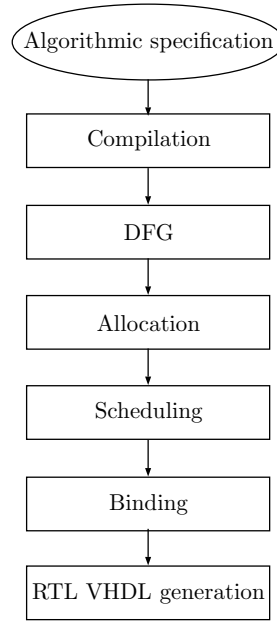 Algorithmic specification
Compilation
DFG
Allocation
Scheduling
Binding
RTL VHDL generation